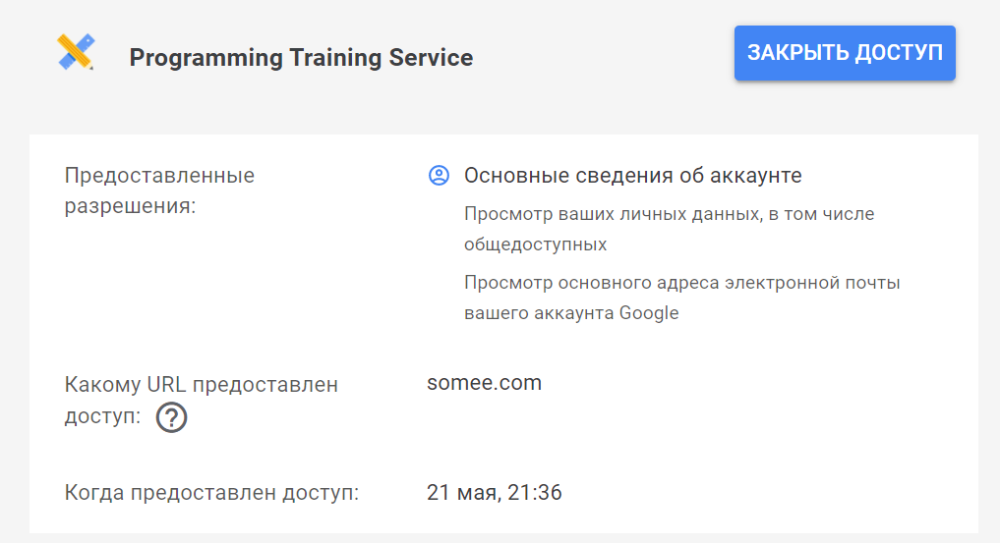 Programming Training Service
ЗАКРЫТЬ ДОСТУП
Предоставленные
разрешения:
Основные сведения об аккаунте
Просмотр ваших личных данных, в том числе
общедоступных
Просмотр основного адреса электронной почты
вашего аккаунта Google
Какому URL предоставлен
доступ: ?
somee.com
Когда предоставлен доступ:
21 мая, 21:36